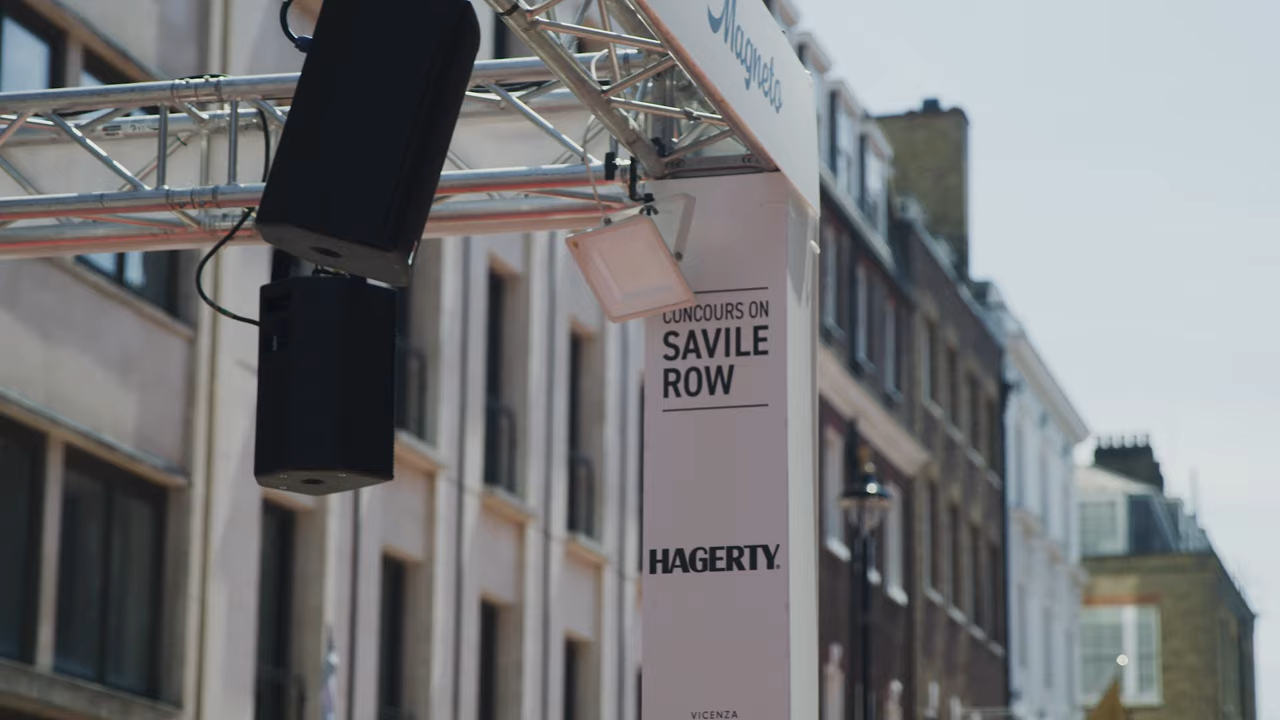 Magneto
CONCOURS ON
SAVILE
ROW
HAGERTY
VICENZA